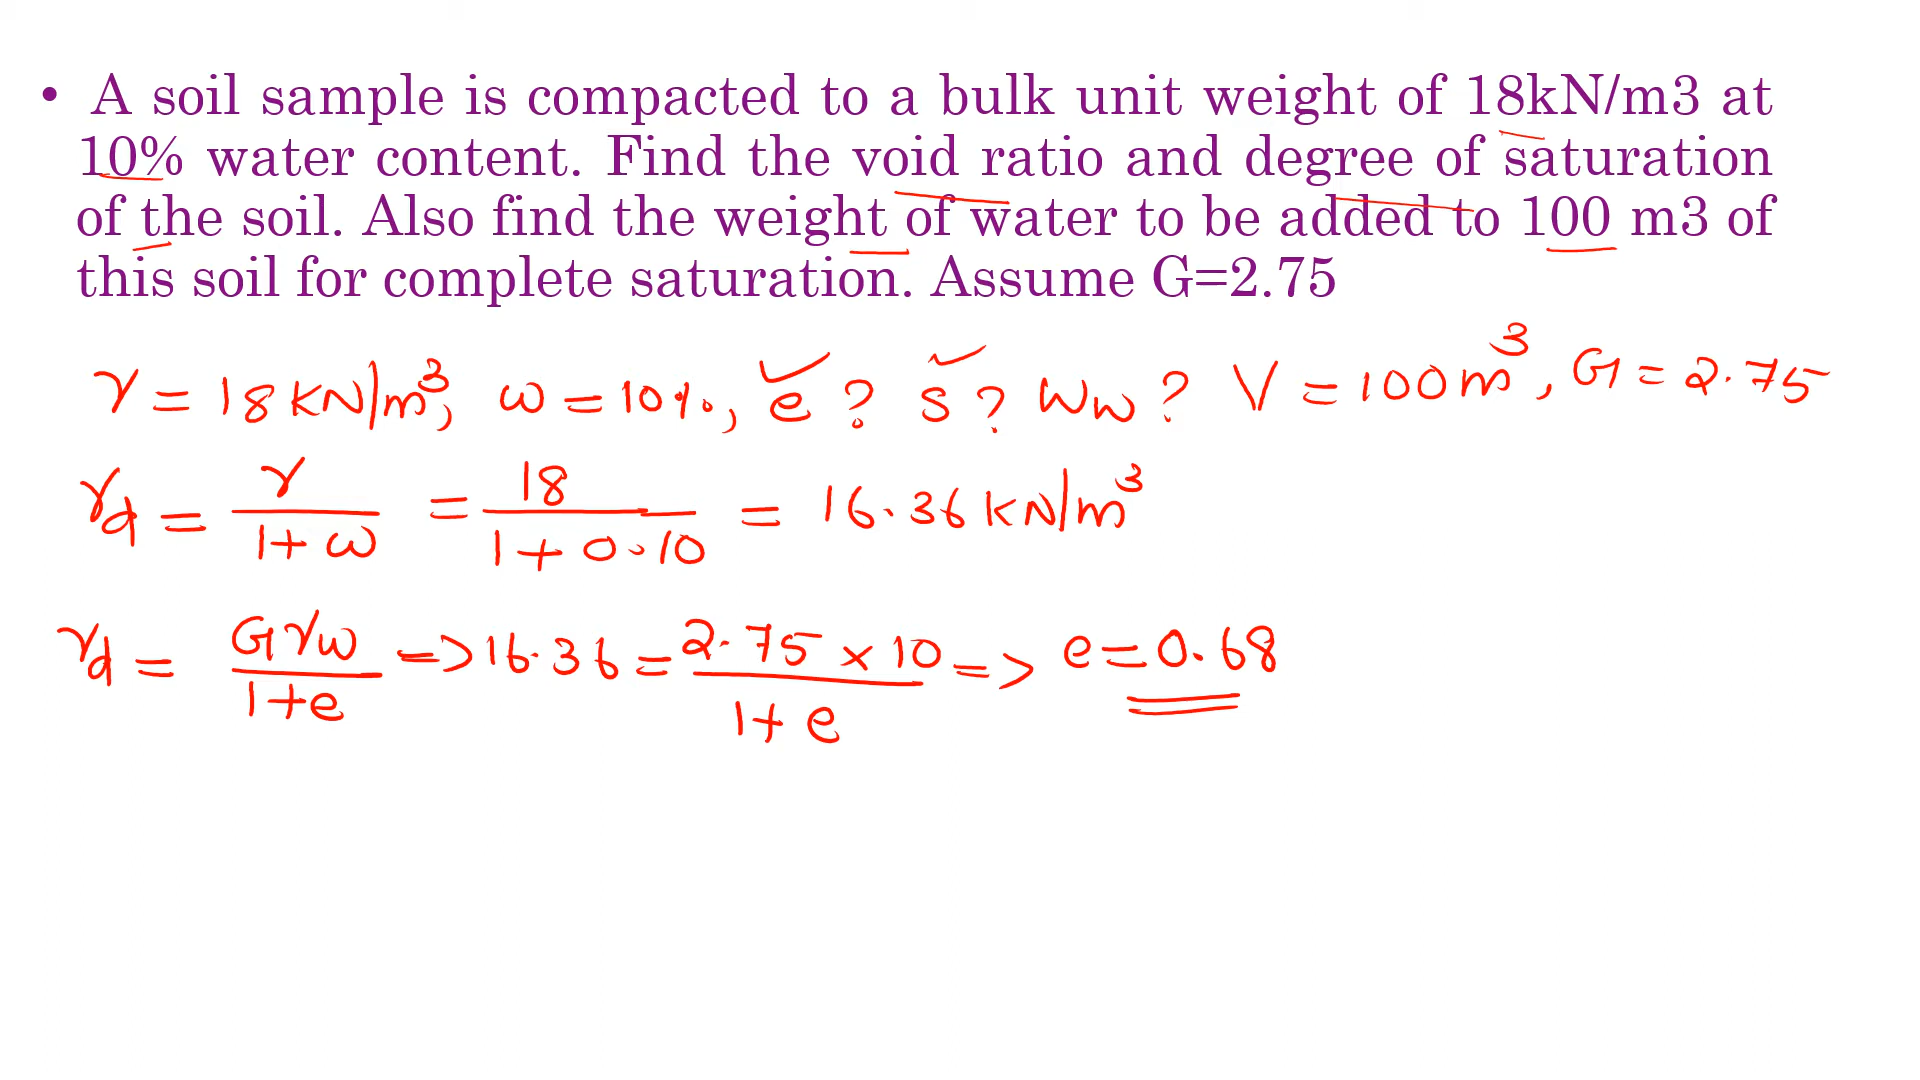 • A soil sample is compacted to a bulk unit weight of 18kN/m3 at
10% water content. Find the void ratio and degree of saturation
of the soil. Also find the weight of water to be added to 100 m3 of
this soil for complete saturation. Assume G=2.75
γ = 18 KN/m³, ω = 10%, e ? s ? Ww ? V = 100 m³, G = 2.75
γd = γ / 1+ω = 18 / 1+0.10 = 16.36 KN/m³
γd = Gγω / 1+e => 16.36 = 2.75 × 10 / 1+e => e = 0.68